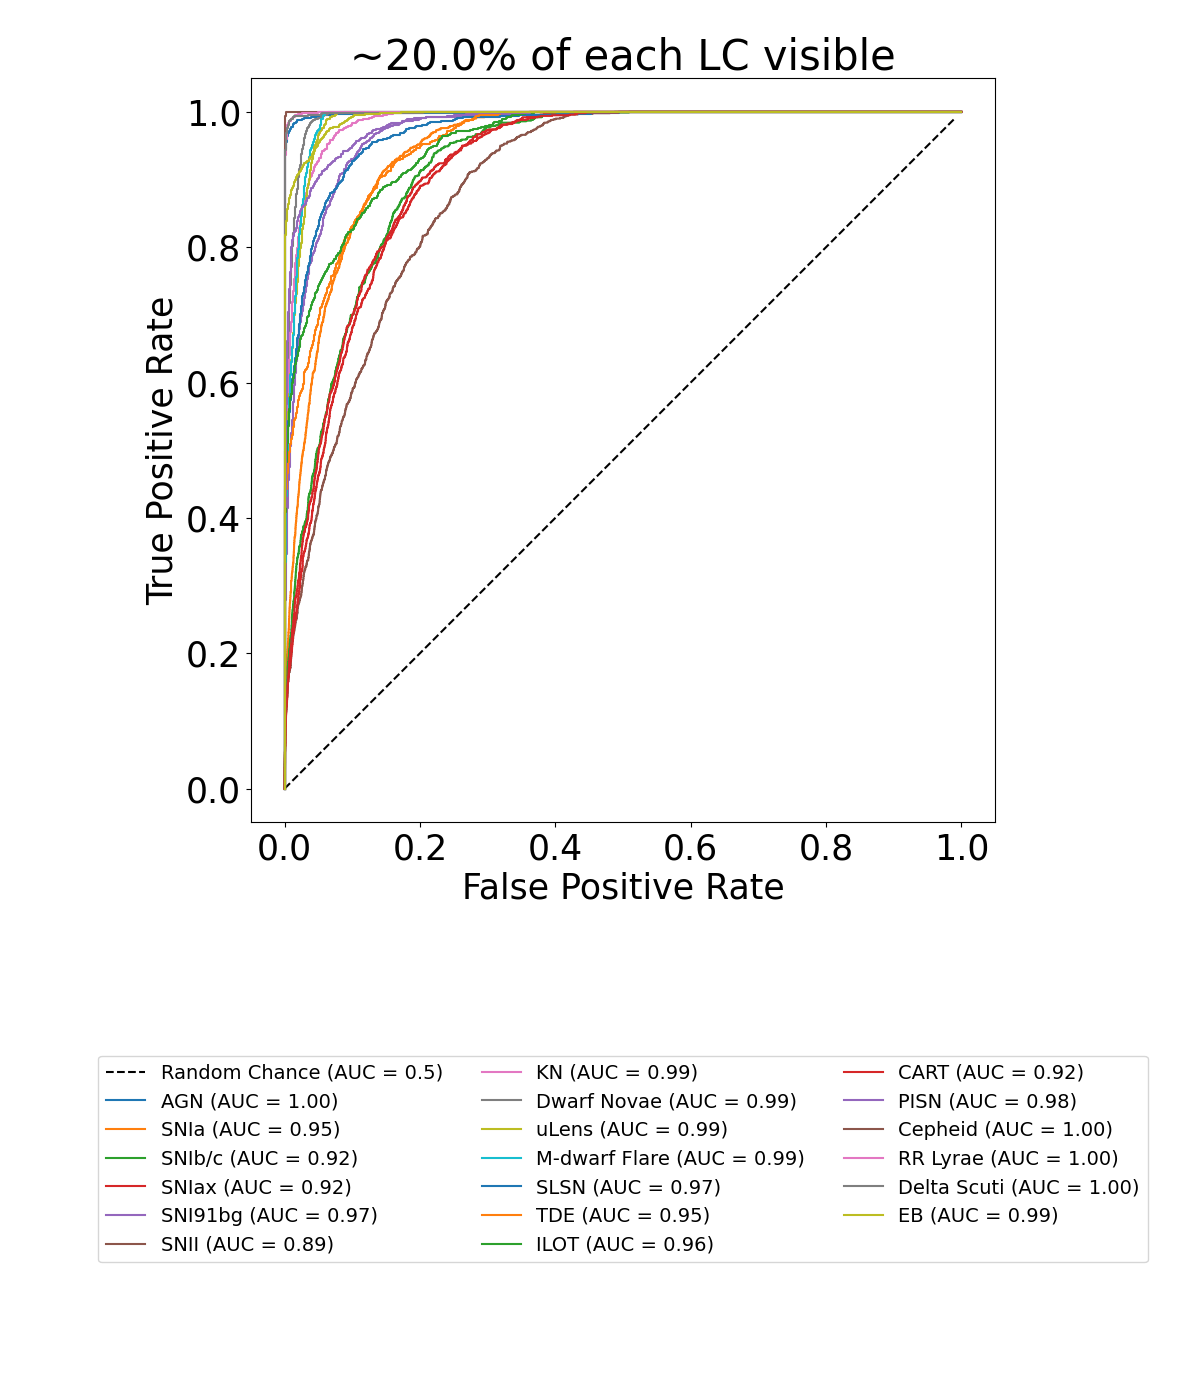 ~20.0% of each LC visible
True Positive Rate
1.0
0.8
0.6
0.4
0.2
0.0
0.0 0.2 0.4 0.6 0.8 1.0
False Positive Rate
Random Chance (AUC = 0.5)
AGN (AUC = 1.00)
SNIa (AUC = 0.95)
SNIb/c (AUC = 0.92)
SNIax (AUC = 0.92)
SNI91bg (AUC = 0.97)
SNII (AUC = 0.89)
KN (AUC = 0.99)
Dwarf Novae (AUC = 0.99)
uLens (AUC = 0.99)
M-dwarf Flare (AUC = 0.99)
SLSN (AUC = 0.97)
TDE (AUC = 0.95)
ILOT (AUC = 0.96)
CART (AUC = 0.92)
PISN (AUC = 0.98)
Cepheid (AUC = 1.00)
RR Lyrae (AUC = 1.00)
Delta Scuti (AUC = 1.00)
EB (AUC = 0.99)